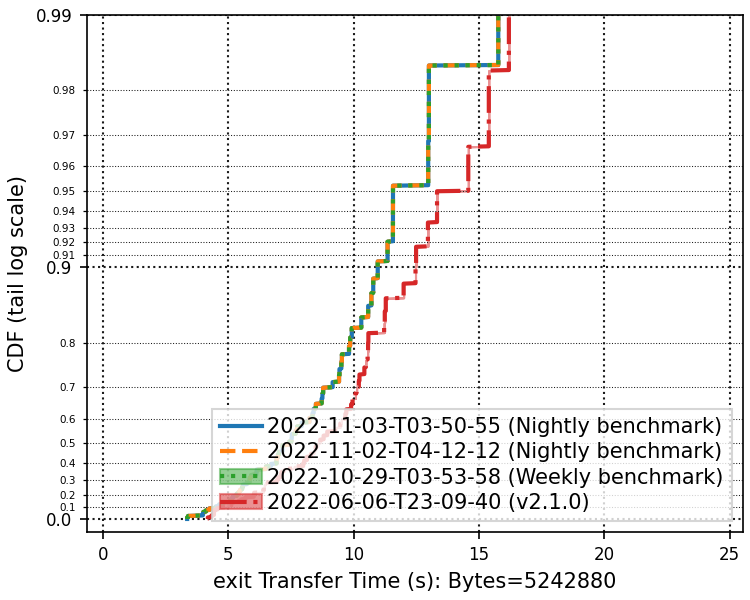 CDF (tail log scale)
0.99
0.98
0.97
0.96
0.95
0.94
0.93
0.92
0.91
0.9
0.8
0.7
0.6
0.5
0.4
0.3
0.2
0.1
0.0
2022-11-03-T03-50-55 (Nightly benchmark)
2022-11-02-T04-12-12 (Nightly benchmark)
2022-10-29-T03-53-58 (Weekly benchmark)
2022-06-06-T23-09-40 (v2.1.0)
0 5 10 15 20 25
exit Transfer Time (s): Bytes=5242880